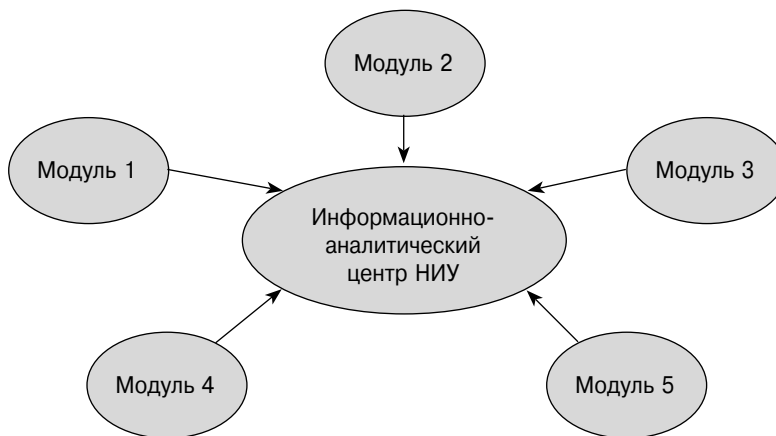 Модуль 2
Модуль 1
Модуль 3
Информационно-
аналитический
центр НИУ
Модуль 4
Модуль 5